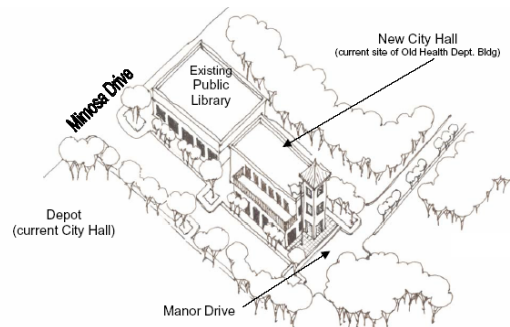 New City Hall
(current site of Old Health Dept. Bldg)
Existing
Public
Library
Mimosa Drive
Depot
(current City Hall)
Manor Drive